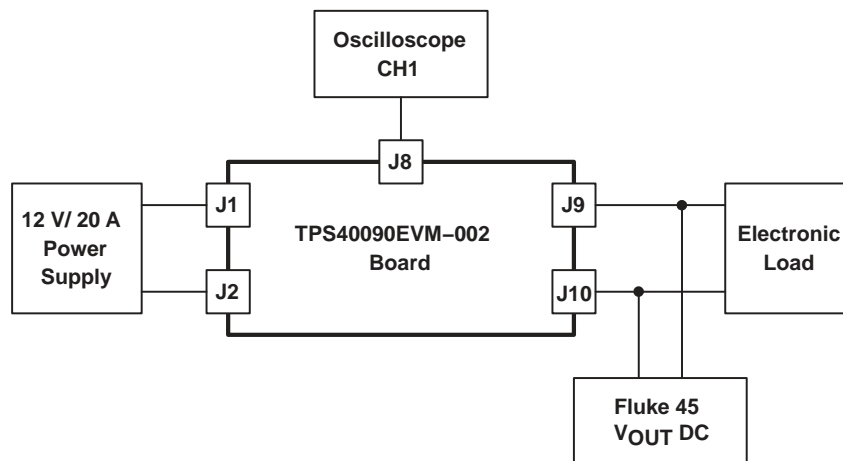 Oscilloscope
CH1
J8
J1
J9
12 V/ 20 A
Power
Supply
TPS40090EVM–002
Board
Electronic
Load
J2
J10
Fluke 45
VOUT DC